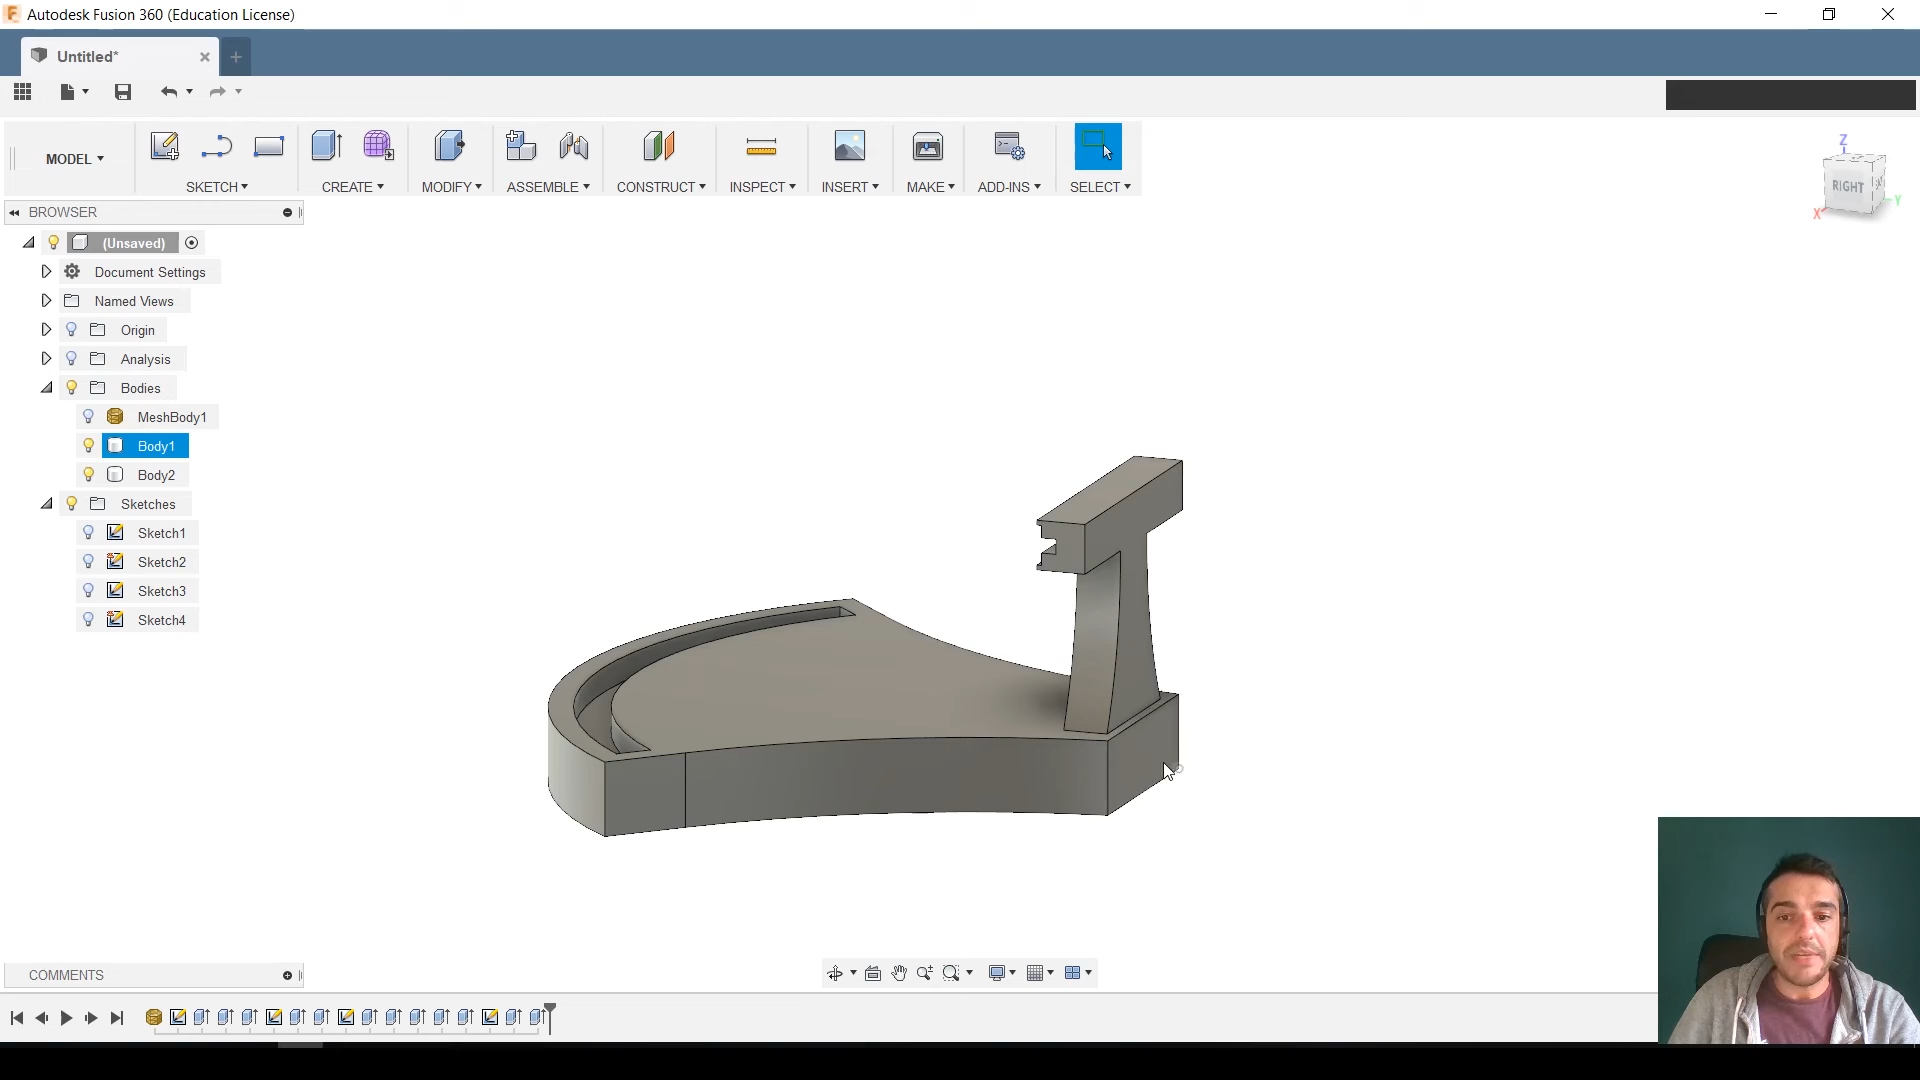 Autodesk Fusion 360 (Education License)
Untitled*
MODEL
SKETCH
CREATE
MODIFY
ASSEMBLE
CONSTRUCT
INSPECT
INSERT
MAKE
ADD-INS
SELECT
Z
RIGHT
X
Y
BROWSER
(Unsaved)
Document Settings
Named Views
Origin
Analysis
Bodies
MeshBody1
Body1
Body2
Sketches
Sketch1
Sketch2
Sketch3
Sketch4
COMMENTS